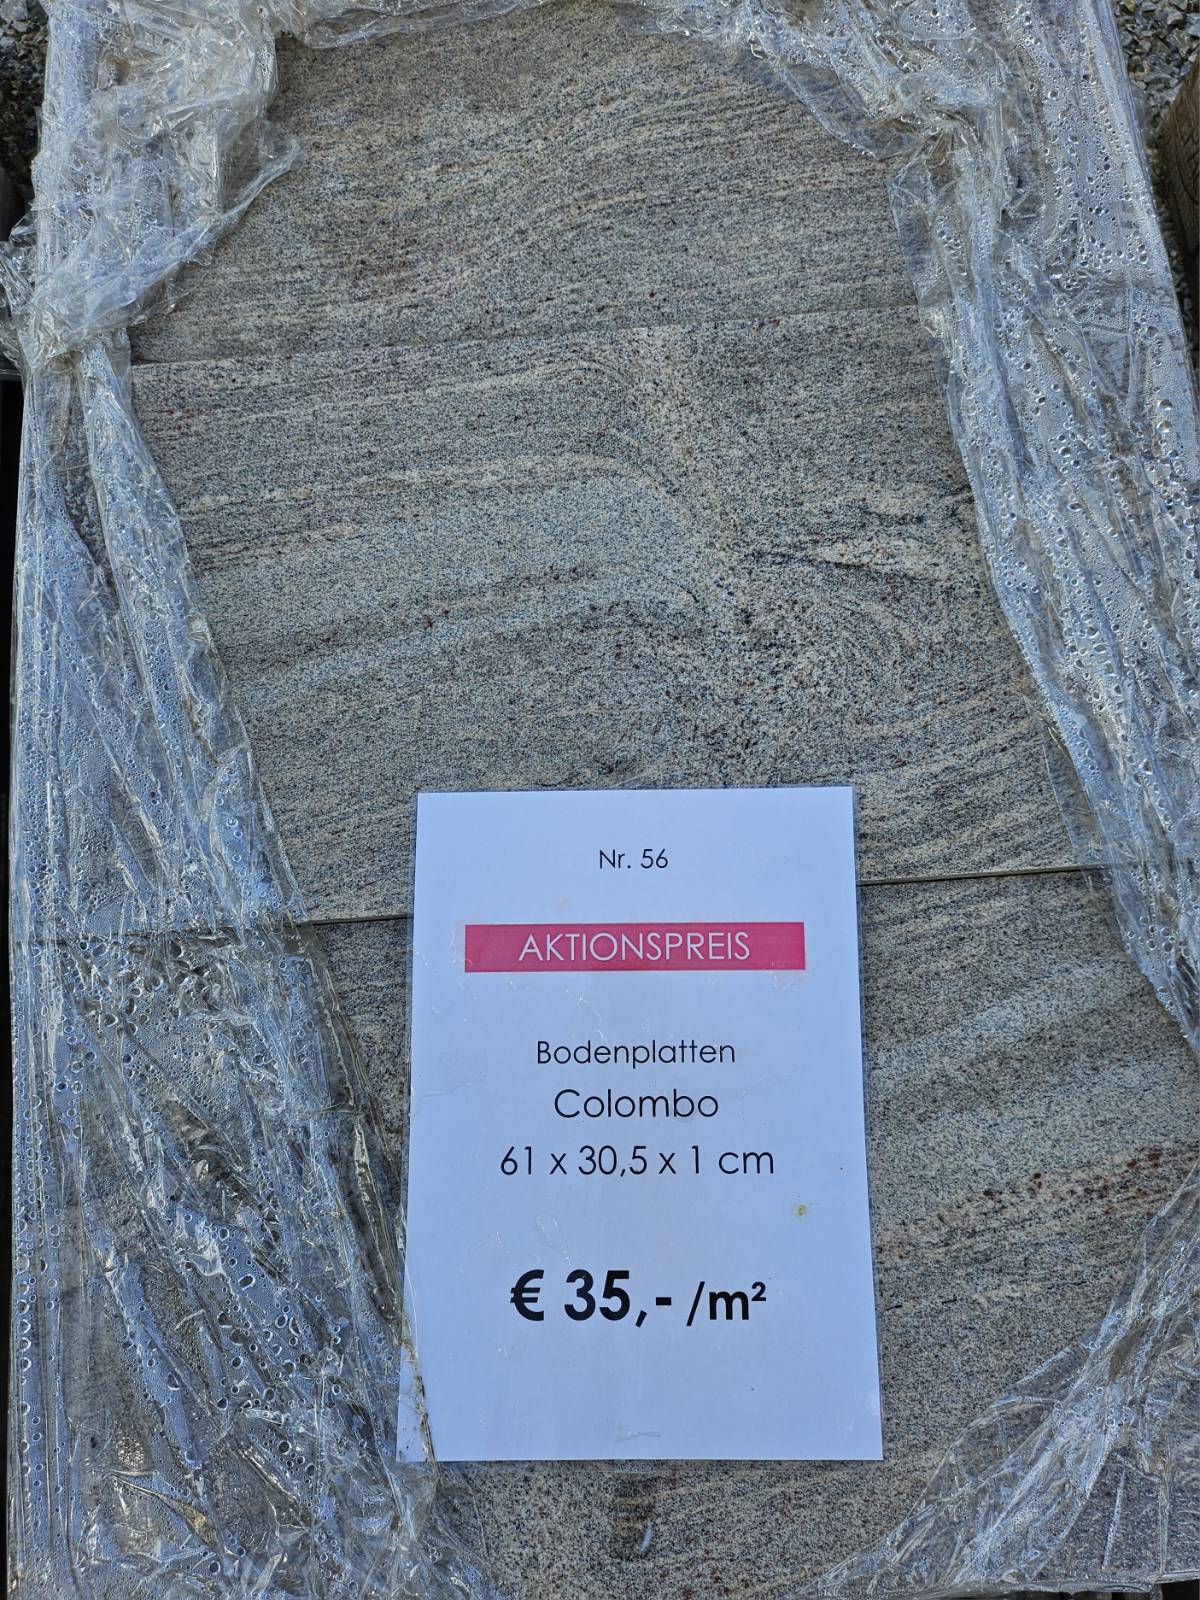 Nr. 56
AKTIONSPREIS
Bodenplatten
Colombo
61 x 30,5 x 1 cm
€ 35,- /m²